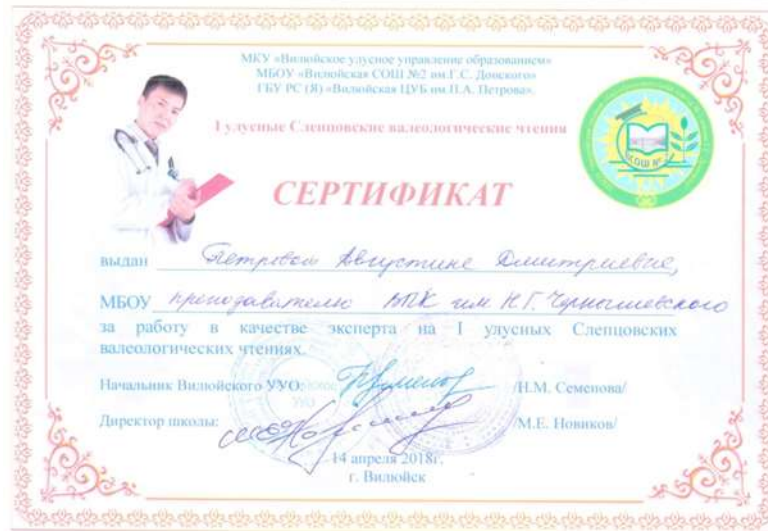 МКУ «Вилюйское улусное управление образованием»
МБОУ «Вилюйская СОШ №2 им.Г.С. Донского»
ГБУ РС (Я) «Вилюйская ЦУБ им.П.А. Петрова».
I улусные Слепцовские валеологические чтения
СЕРТИФИКАТ
выдан Петровой Августине Дмитриевне,
МБОУ преподавателю ВПК им. Н.Г. Чернышевского
за работу в качестве эксперта на I улусных Слепцовских
валеологических чтениях.
Начальник Вилюйского УУО: /Н.М. Семенова/
Директор школы: /М.Е. Новиков/
14 апреля 2018г.
г. Вилюйск